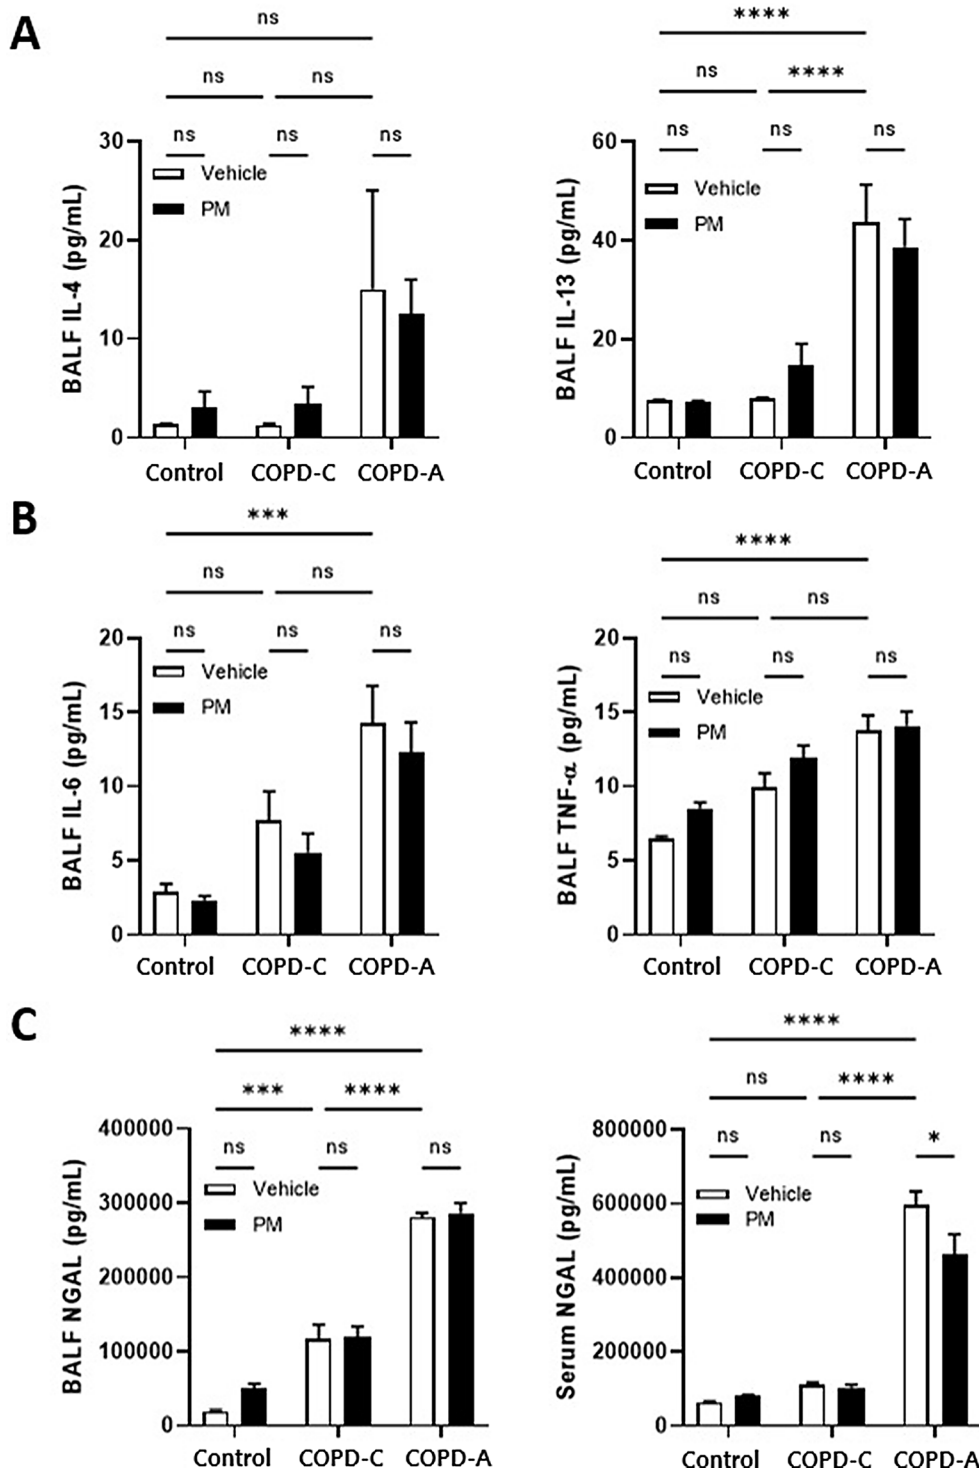 A
ns
ns
ns
ns
ns
ns
30
20
10
0
BALF IL-4 (pg/mL)
Vehicle
PM
Control
COPD-C
COPD-A
****
ns
****
ns
ns
ns
60
40
20
0
BALF IL-13 (pg/mL)
Vehicle
PM
Control
COPD-C
COPD-A
B
***
ns
ns
ns
ns
ns
20
15
10
5
0
BALF IL-6 (pg/mL)
Vehicle
PM
Control
COPD-C
COPD-A
****
ns
ns
ns
ns
ns
20
15
10
5
0
BALF TNF-α (pg/mL)
Vehicle
PM
Control
COPD-C
COPD-A
C
****
***
****
ns
ns
ns
400000
300000
200000
100000
0
BALF NGAL (pg/mL)
Vehicle
PM
Control
COPD-C
COPD-A
****
ns
****
ns
ns
*
800000
600000
400000
200000
0
Serum NGAL (pg/mL)
Vehicle
PM
Control
COPD-C
COPD-A